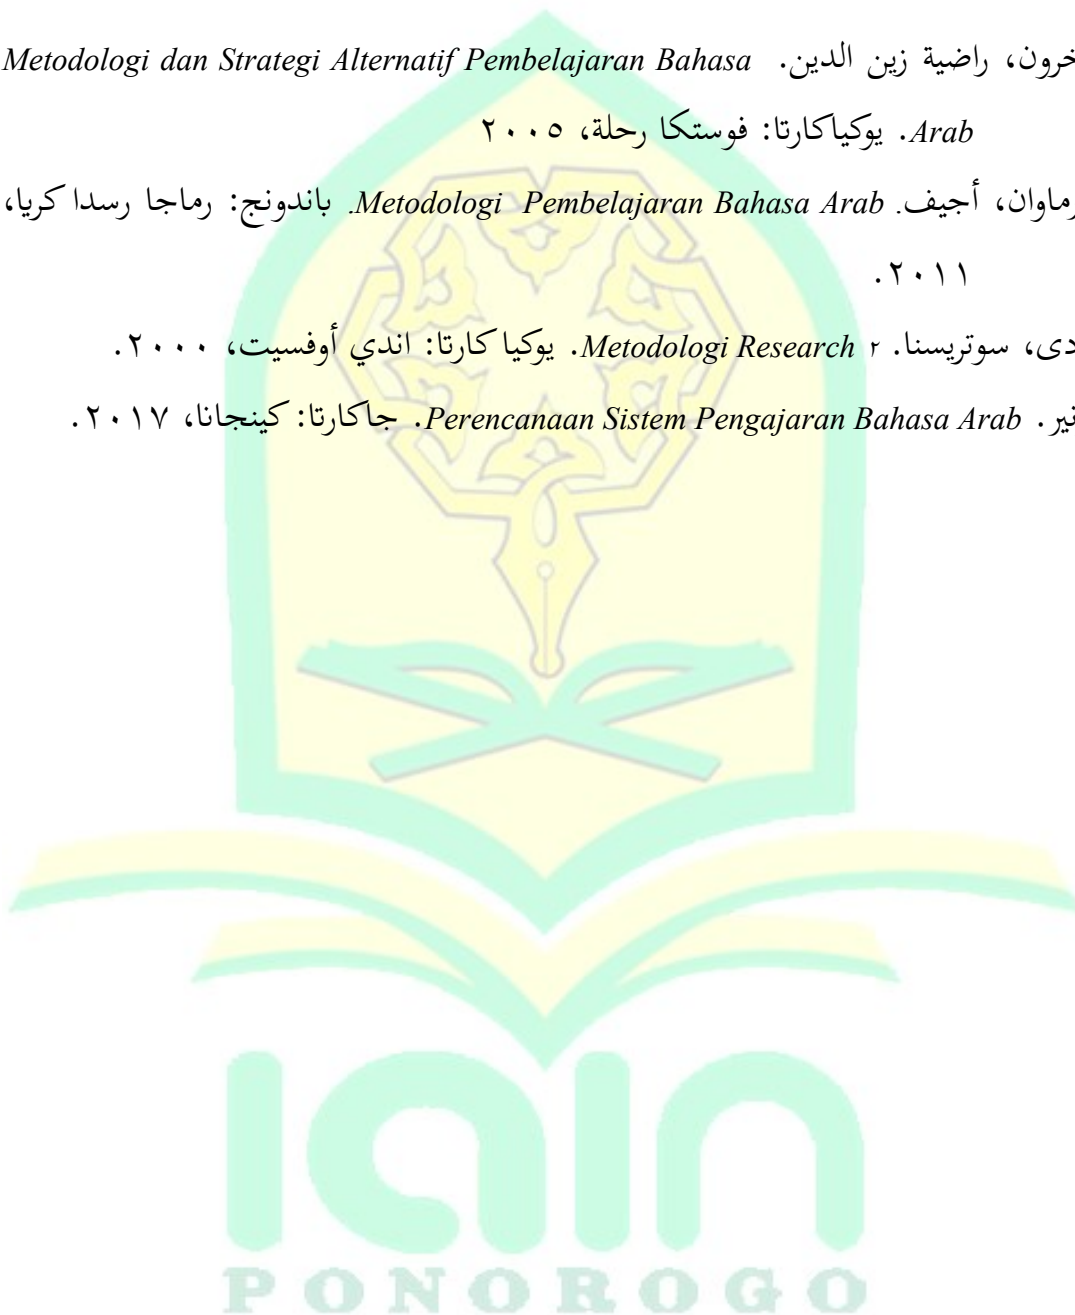 خرون، راضية زين الدين. Metodologi dan Strategi Alternatif Pembelajaran Bahasa
Arab. يوكياكارتا: فوستكا رحلة، ٢٠٠٥
رماوان، أجيف. Metodologi Pembelajaran Bahasa Arab. باندونج: رماجا رسدا كريا،
٢٠١١.
دى، سوتريسنا. Metodologi Research ٢. يوكيا كارتا: اندي أوفسيت، ٢٠٠٠.
نير. Perencanaan Sistem Pengajaran Bahasa Arab. جاكارتا: كينجانا، ٢٠١٧.
iain
PONOROGO